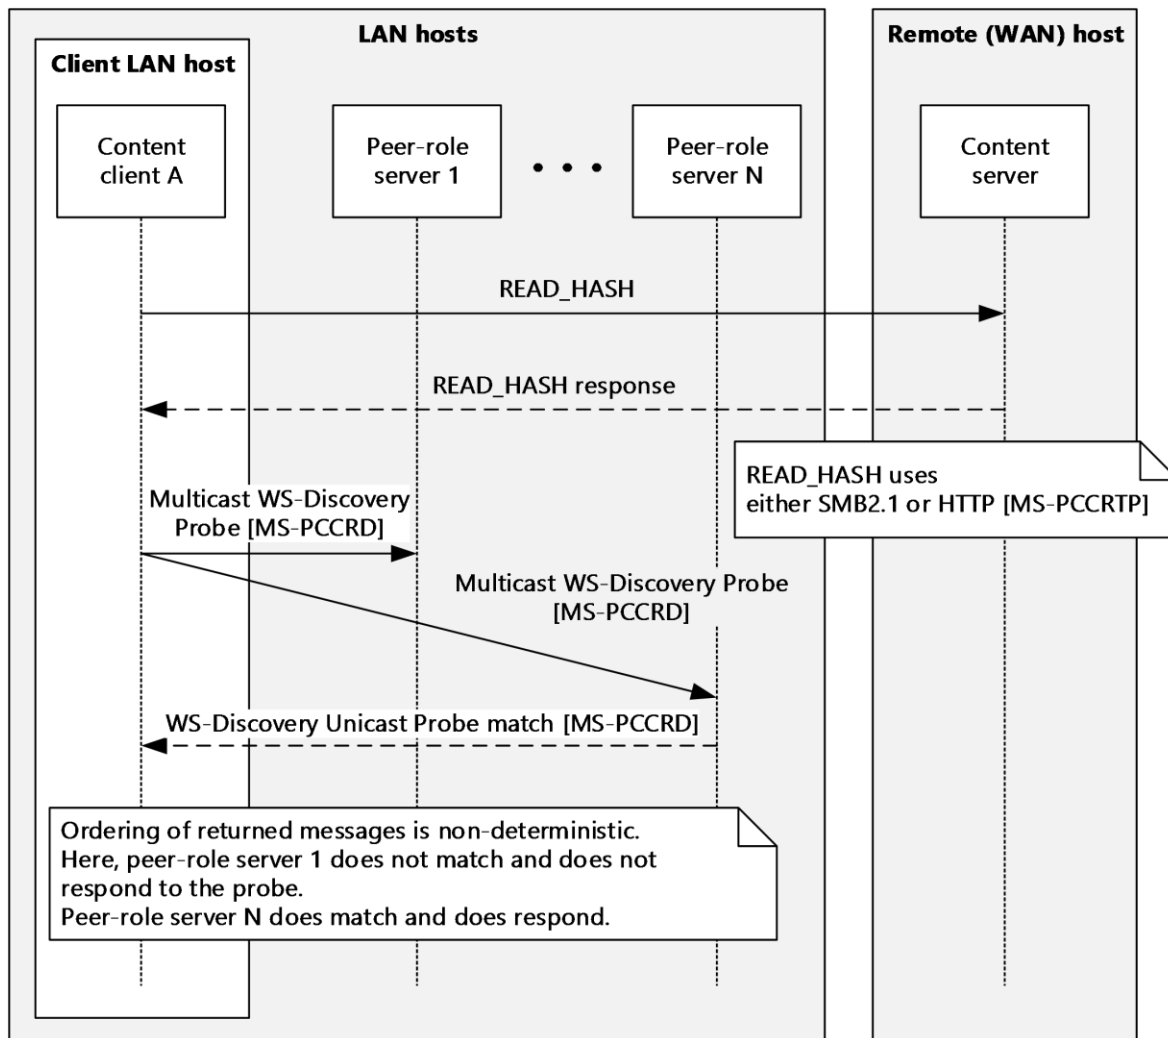 LAN hosts
Remote (WAN) host
Client LAN host
Content
client A
Peer-role
server 1
• • •
Peer-role
server N
Content
server
READ_HASH
READ_HASH response
READ_HASH uses
either SMB2.1 or HTTP [MS-PCCRTP]
Multicast WS-Discovery
Probe [MS-PCCRD]
Multicast WS-Discovery Probe
[MS-PCCRD]
WS-Discovery Unicast Probe match [MS-PCCRD]
Ordering of returned messages is non-deterministic.
Here, peer-role server 1 does not match and does not
respond to the probe.
Peer-role server N does match and does respond.